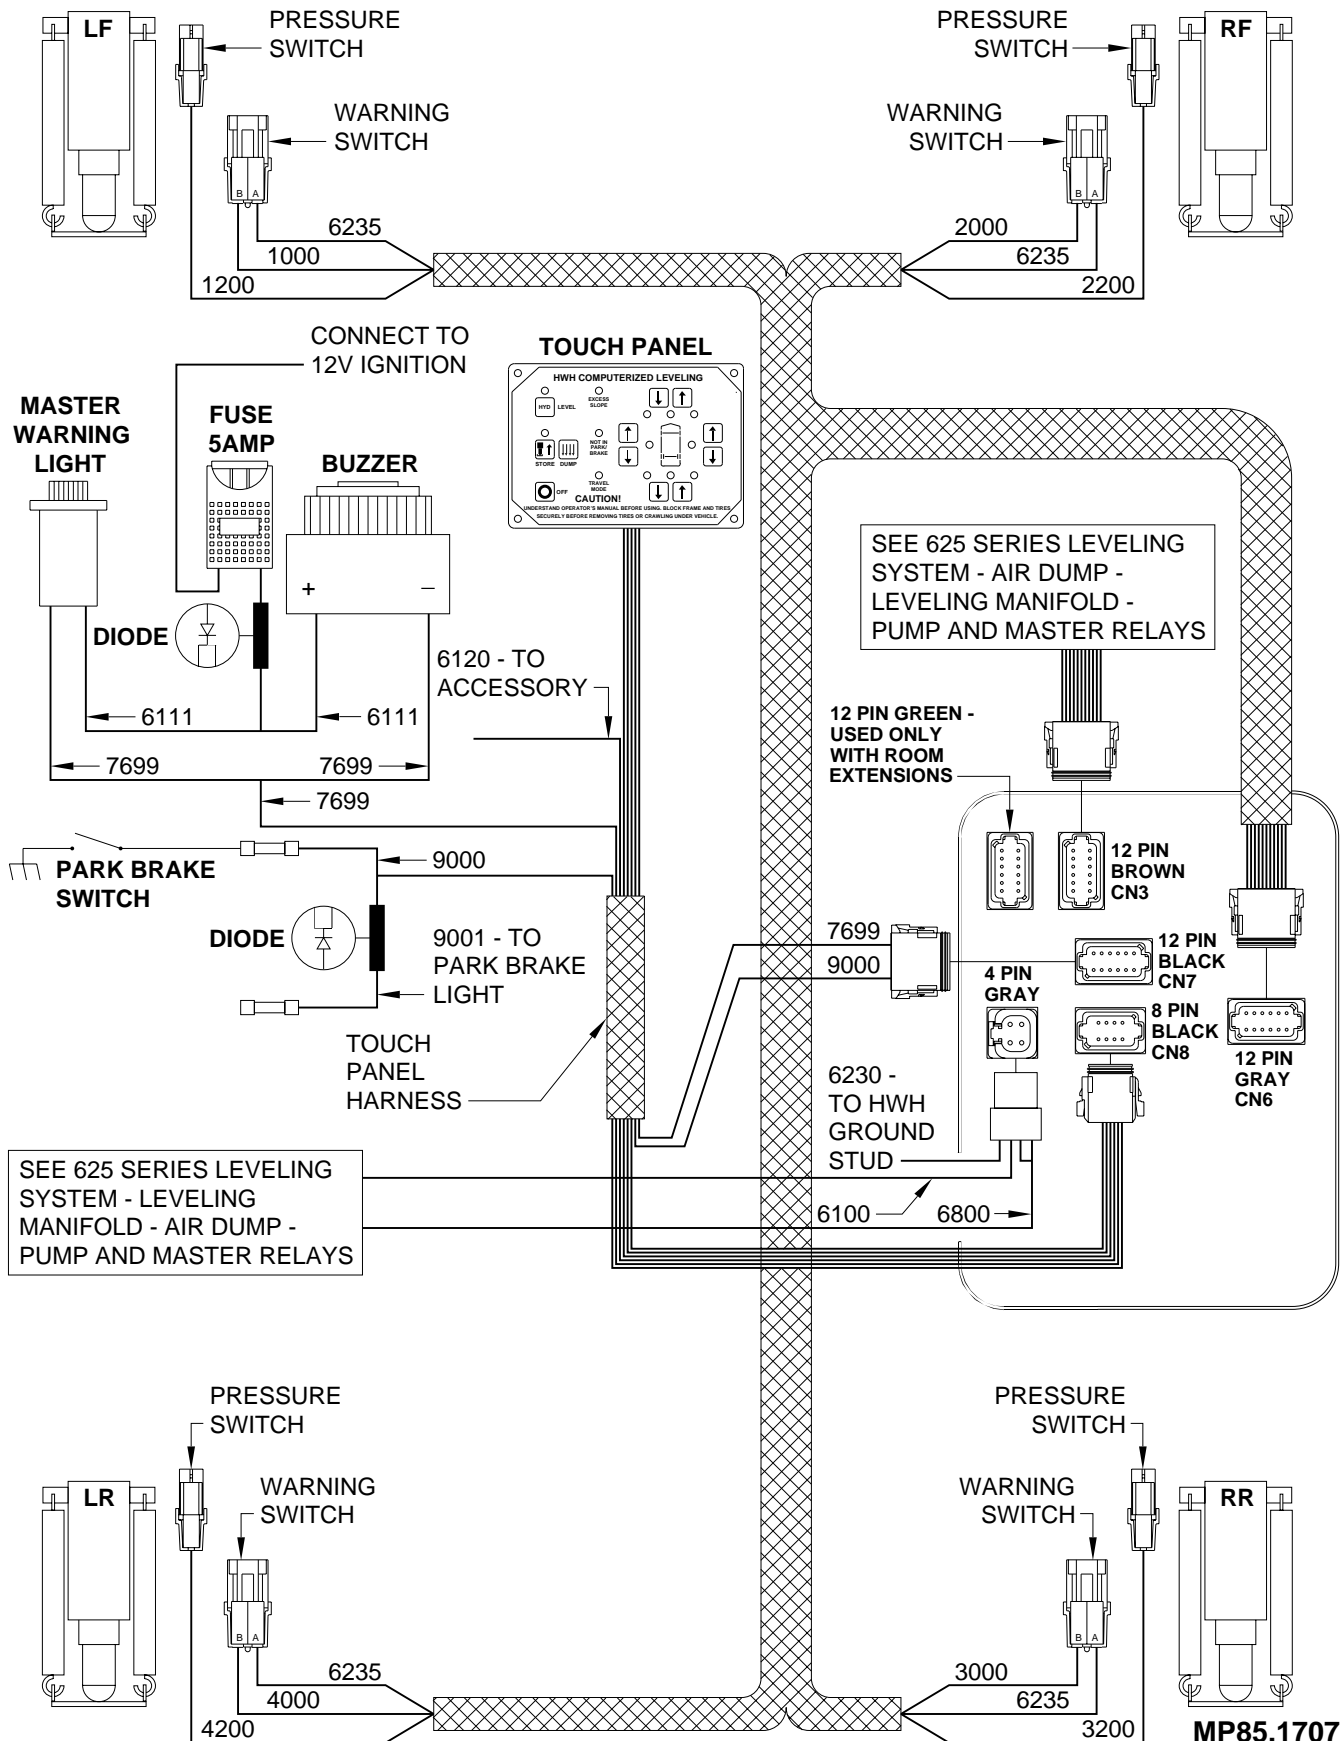 LF
PRESSURE
SWITCH
PRESSURE
SWITCH
RF
WARNING
SWITCH
WARNING
SWITCH
B A
B A
6235
1000
1200
2000
6235
2200
CONNECT TO
12V IGNITION
TOUCH PANEL
HWH COMPUTERIZED LEVELING
HYD
LEVEL
EXCESS
SLOPE
NOT IN
PARK/
BRAKE
STORE
DUMP
TRAVEL
MODE
OFF
CAUTION!
UNDERSTAND OPERATOR'S MANUAL BEFORE USING. BLOCK FRAME AND TIRES
SECURELY BEFORE REMOVING TIRES OR CRAWLING UNDER VEHICLE.
MASTER
WARNING
LIGHT
FUSE
5AMP
BUZZER
+
–
DIODE
6111
6111
7699
7699
7699
6120 - TO
ACCESSORY
SEE 625 SERIES LEVELING
SYSTEM - AIR DUMP -
LEVELING MANIFOLD -
PUMP AND MASTER RELAYS
12 PIN GREEN -
USED ONLY
WITH ROOM
EXTENSIONS
12 PIN
BROWN
CN3
PARK BRAKE
SWITCH
9000
DIODE
9001 - TO
PARK BRAKE
LIGHT
7699
9000
12 PIN
BLACK
CN7
4 PIN
GRAY
8 PIN
BLACK
CN8
12 PIN
GRAY
CN6
TOUCH
PANEL
HARNESS
6230 -
TO HWH
GROUND
STUD
SEE 625 SERIES LEVELING
SYSTEM - LEVELING
MANIFOLD - AIR DUMP -
PUMP AND MASTER RELAYS
6100
6800
PRESSURE
SWITCH
PRESSURE
SWITCH
LR
WARNING
SWITCH
WARNING
SWITCH
RR
B A
B A
6235
4000
4200
3000
6235
3200
MP85.1707